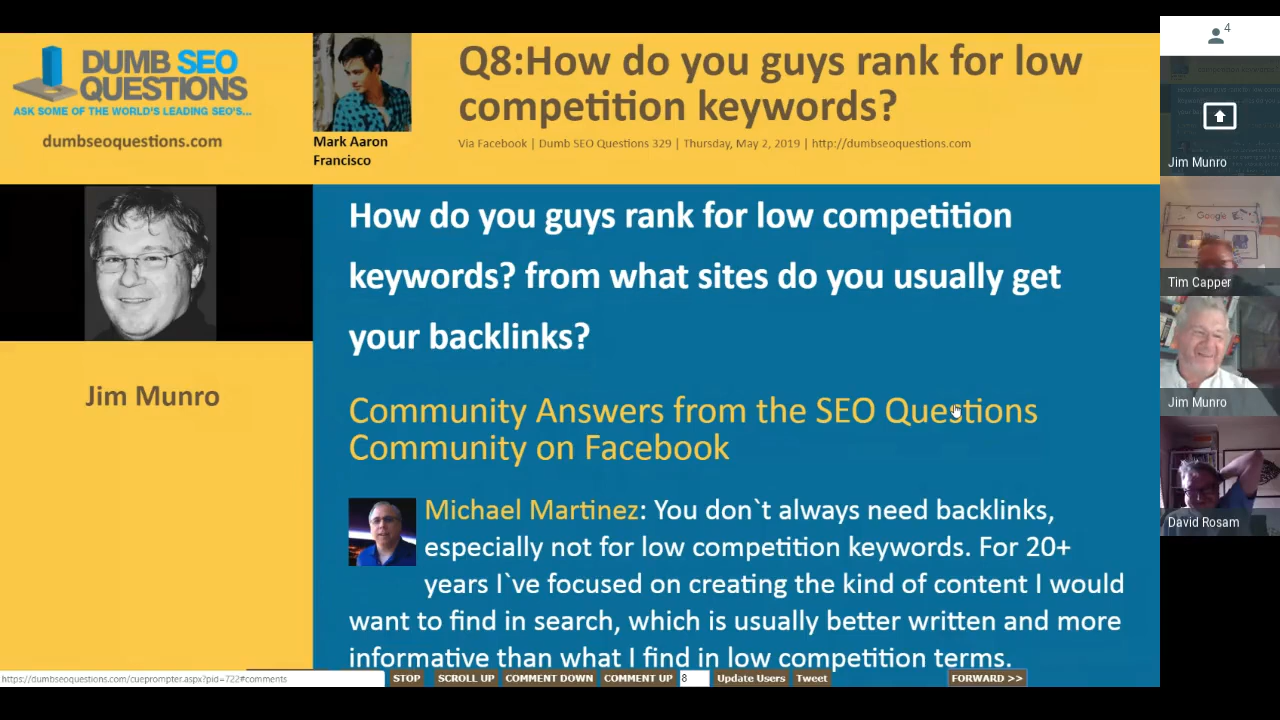 DUMB SEO
QUESTIONS
ASK SOME OF THE WORLD'S LEADING SEO'S...
dumbseoquestions.com
Mark Aaron
Francisco
Q8:How do you guys rank for low
competition keywords?
Via Facebook | Dumb SEO Questions 329 | Thursday, May 2, 2019 | http://dumbseoquestions.com
Jim Munro
How do you guys rank for low competition
keywords? from what sites do you usually get
your backlinks?
Community Answers from the SEO Questions
Community on Facebook
Michael Martinez: You don`t always need backlinks,
especially not for low competition keywords. For 20+
years I`ve focused on creating the kind of content I would
want to find in search, which is usually better written and more
informative than what I find in low competition terms.
https://dumbseoquestions.com/cueprompter.aspx?pid=722#comments
STOP SCROLL UP COMMENT DOWN COMMENT UP 8 Update Users Tweet FORWARD >>
4
Jim Munro
Google
Tim Capper
Jim Munro
David Rosam